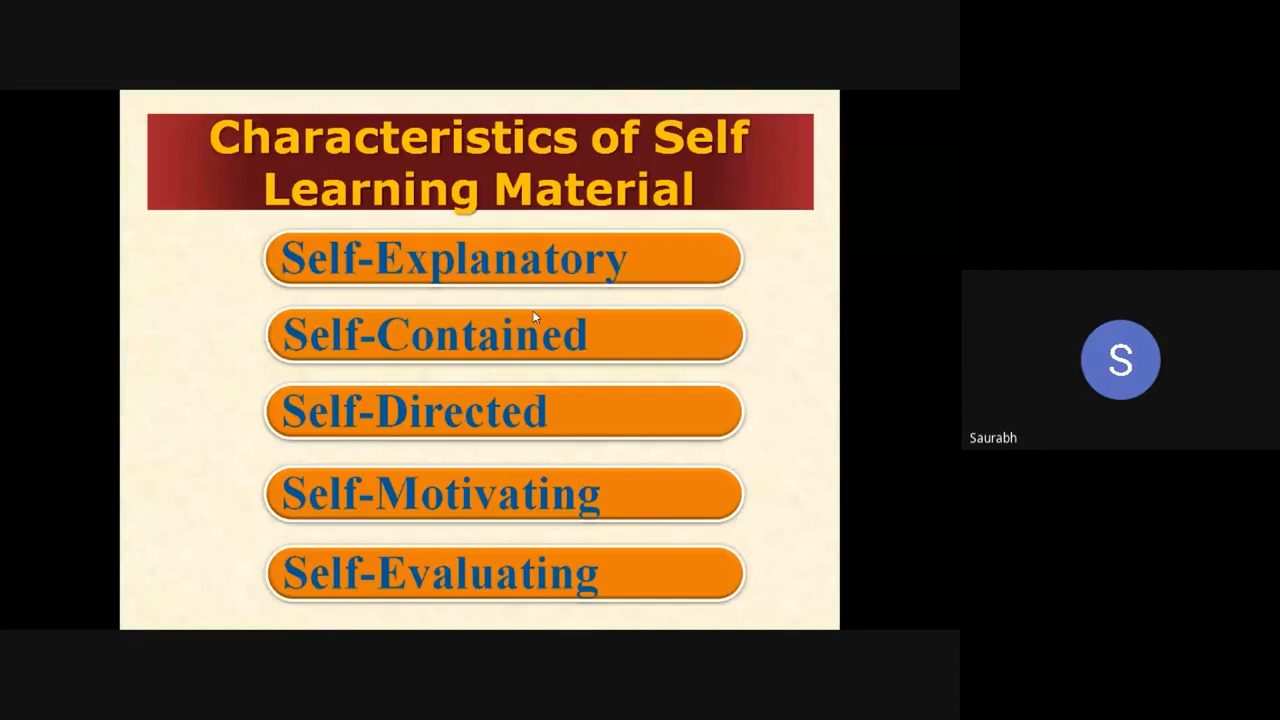 Characteristics of Self
Learning Material
Self-Explanatory
Self-Contained
Self-Directed
Self-Motivating
Self-Evaluating
S
Saurabh